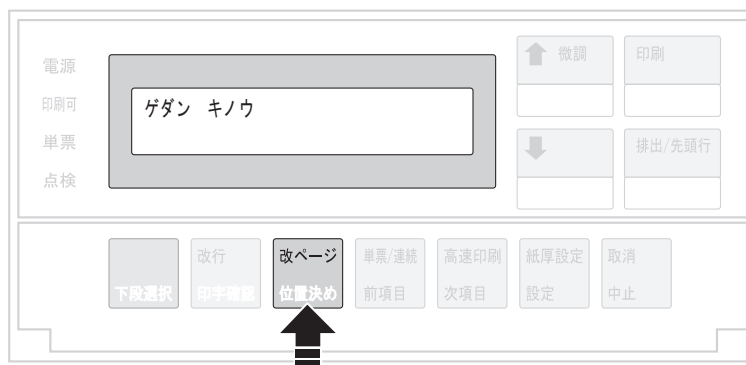 電源
印刷可
単票
点検
ゲダン キノウ
微調
印刷
排出/先頭行
下段選択
改行
印字確認
改ページ
位置決め
単票/連続
前項目
高速印刷
次項目
紙厚設定
設定
取消
中止